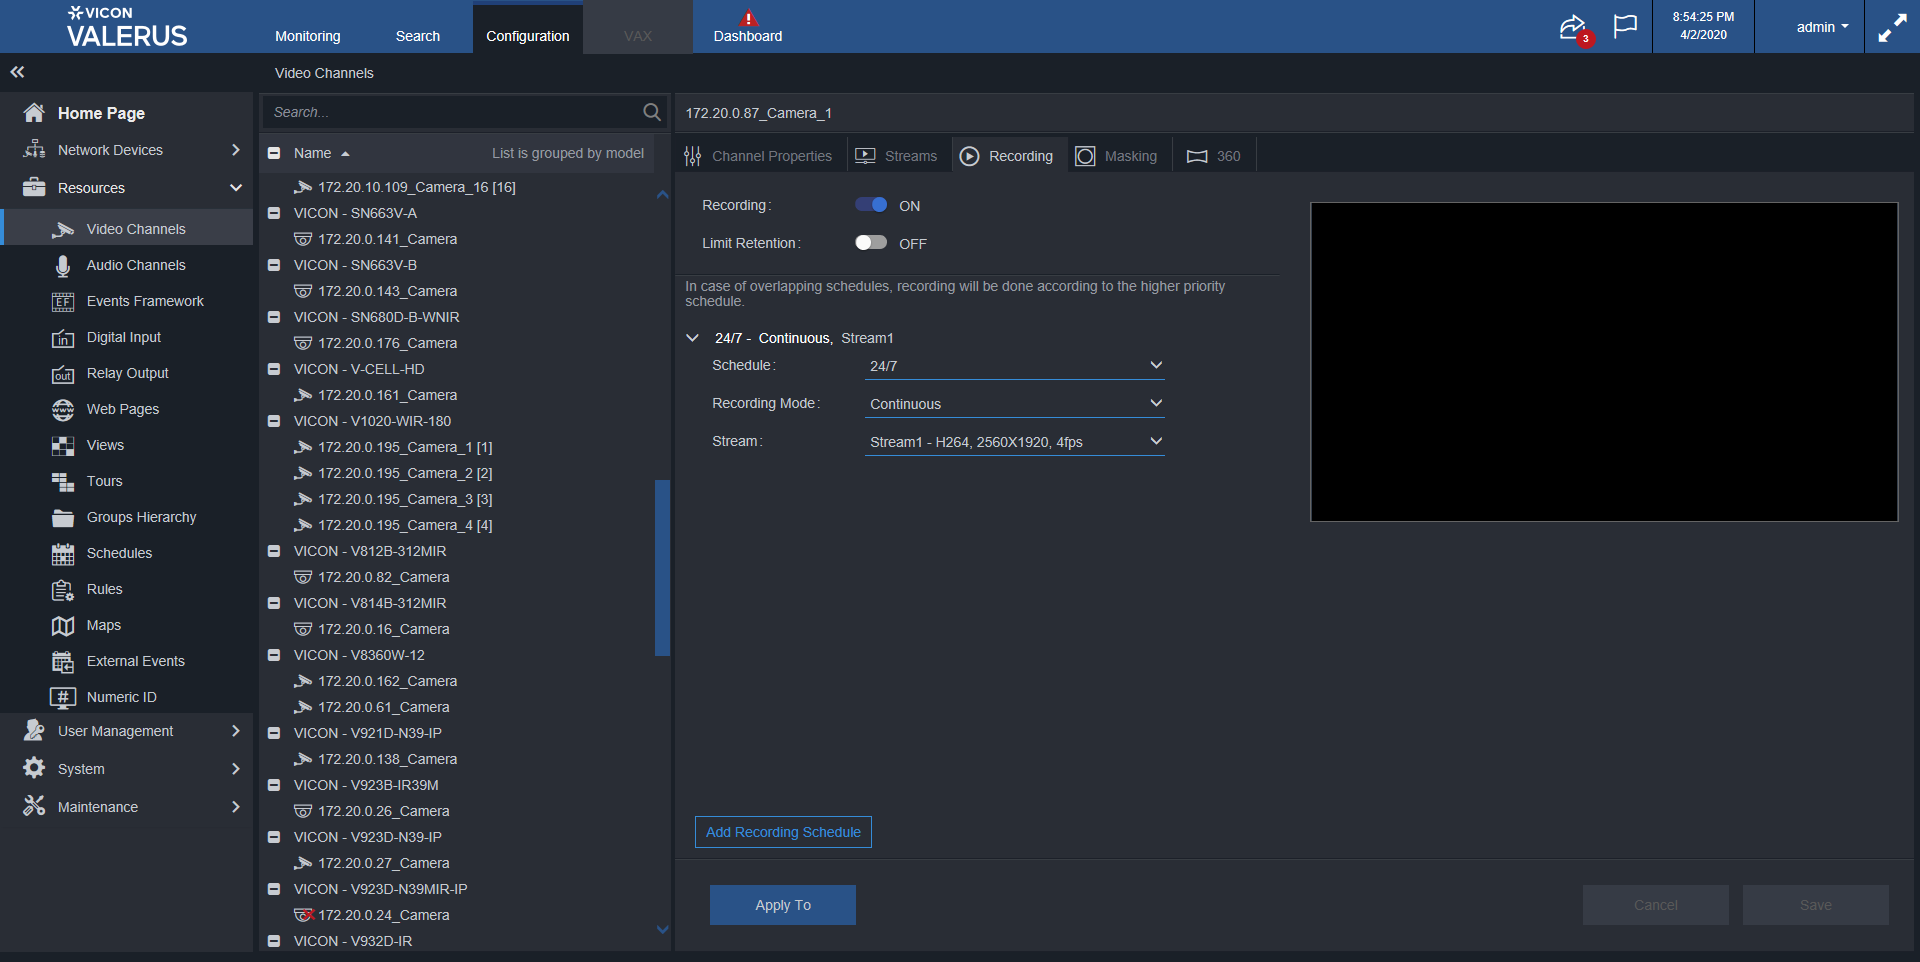 VICON
VALERUS
Monitoring
Search
Configuration
VAX
Dashboard
3
8:54:25 PM
4/2/2020
admin
Video Channels
Home Page
Network Devices
Resources
Video Channels
Audio Channels
EF
Events Framework
in
Digital Input
out
Relay Output
www
Web Pages
Views
Tours
Groups Hierarchy
Schedules
Rules
Maps
External Events
#
Numeric ID
User Management
System
Maintenance
Search...
Name
List is grouped by model
172.20.10.109_Camera_16 [16]
VICON - SN663V-A
172.20.0.141_Camera
VICON - SN663V-B
172.20.0.143_Camera
VICON - SN680D-B-WNIR
172.20.0.176_Camera
VICON - V-CELL-HD
172.20.0.161_Camera
VICON - V1020-WIR-180
172.20.0.195_Camera_1 [1]
172.20.0.195_Camera_2 [2]
172.20.0.195_Camera_3 [3]
172.20.0.195_Camera_4 [4]
VICON - V812B-312MIR
172.20.0.82_Camera
VICON - V814B-312MIR
172.20.0.16_Camera
VICON - V8360W-12
172.20.0.162_Camera
172.20.0.61_Camera
VICON - V921D-N39-IP
172.20.0.138_Camera
VICON - V923B-IR39M
172.20.0.26_Camera
VICON - V923D-N39-IP
172.20.0.27_Camera
VICON - V923D-N39MIR-IP
172.20.0.24_Camera
VICON - V932D-IR
172.20.0.87_Camera_1
Channel Properties
Streams
Recording
Masking
360
Recording: ON
Limit Retention: OFF
In case of overlapping schedules, recording will be done according to the higher priority
schedule.
24/7 - Continuous, Stream1
Schedule: 24/7
Recording Mode: Continuous
Stream: Stream1 - H264, 2560X1920, 4fps
Add Recording Schedule
Apply To
Cancel
Save